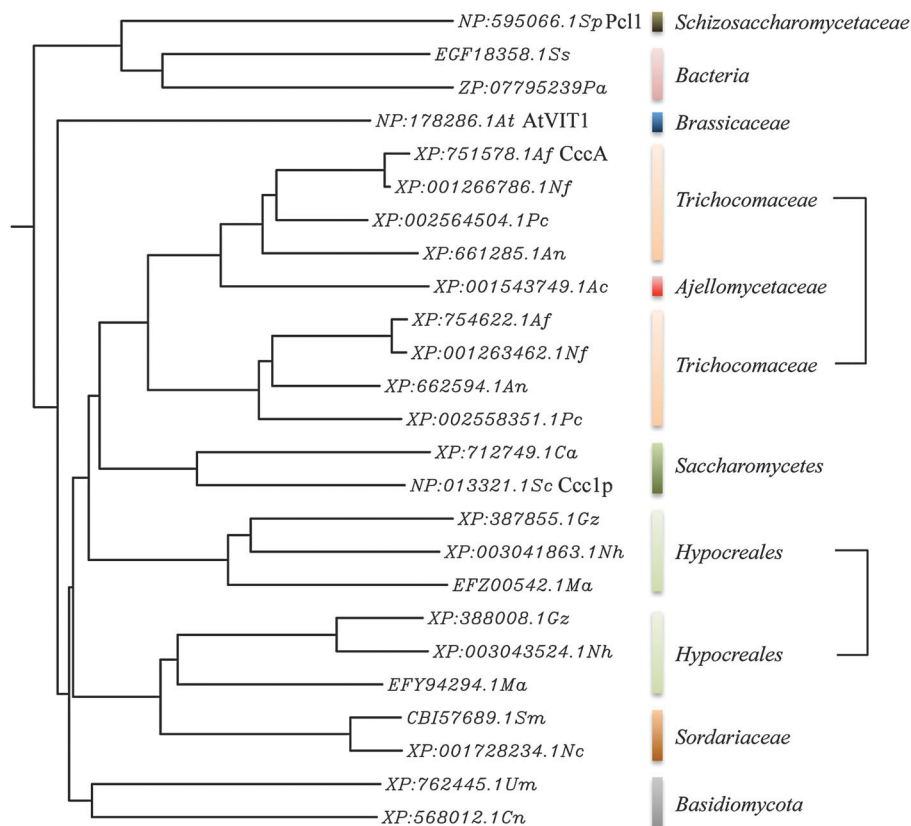 NP:595066.1Sp Pcl1 Schizosaccharomycetaceae
EGF18358.1Ss
Bacteria
ZP:07795239Pa
NP:178286.1At AtVIT1 Brassicaceae
XP:751578.1Af CccA
XP:001266786.1Nf
Trichocomaceae
XP:002564504.1Pc
XP:661285.1An
XP:001543749.1Ac Ajellomycetaceae
XP:754622.1Af
XP:001263462.1Nf
Trichocomaceae
XP:662594.1An
XP:002558351.1Pc
XP:712749.1Ca
Saccharomycetes
NP:013321.1Sc Ccc1p
XP:387855.1Gz
XP:003041863.1Nh Hypocreales
EFZ00542.1Ma
XP:388008.1Gz
XP:003043524.1Nh Hypocreales
EFY94294.1Ma
CBI57689.1Sm
Sordariaceae
XP:001728234.1Nc
XP:762445.1Um
Basidiomycota
XP:568012.1Cn